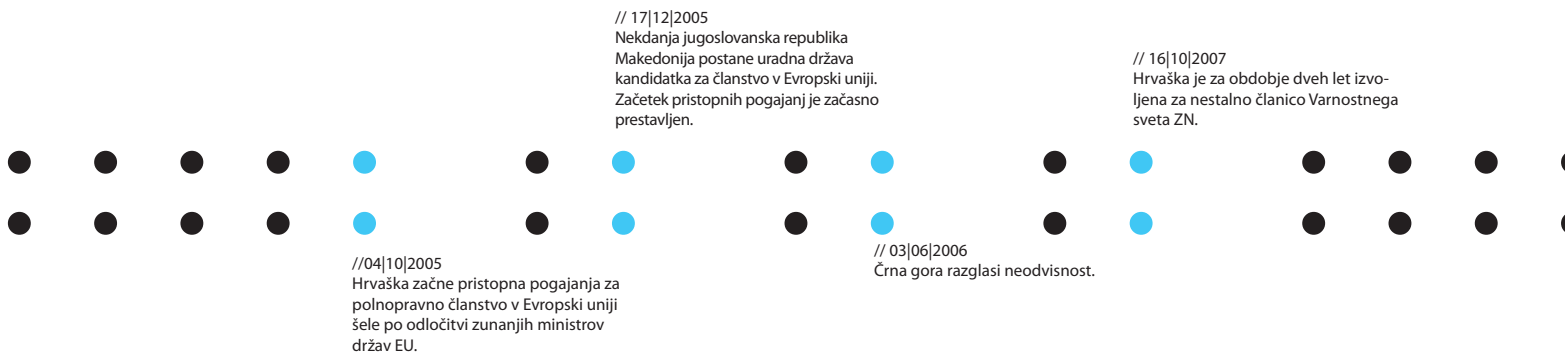 // 17|12|2005
Nekdanja jugoslovanska republika
Makedonija postane uradna država
kandidatka za članstvo v Evropski uniji.
Začetek pristopnih pogajanj je začasno
prestavljen.
// 16|10|2007
Hrvaška je za obdobje dveh let izvo-
ljena za nestalno članico Varnostnega
sveta ZN.
//04|10|2005
Hrvaška začne pristopna pogajanja za
polnopravno članstvo v Evropski uniji
šele po odločitvi zunanjih ministrov
držav EU.
// 03|06|2006
Črna gora razglasi neodvisnost.